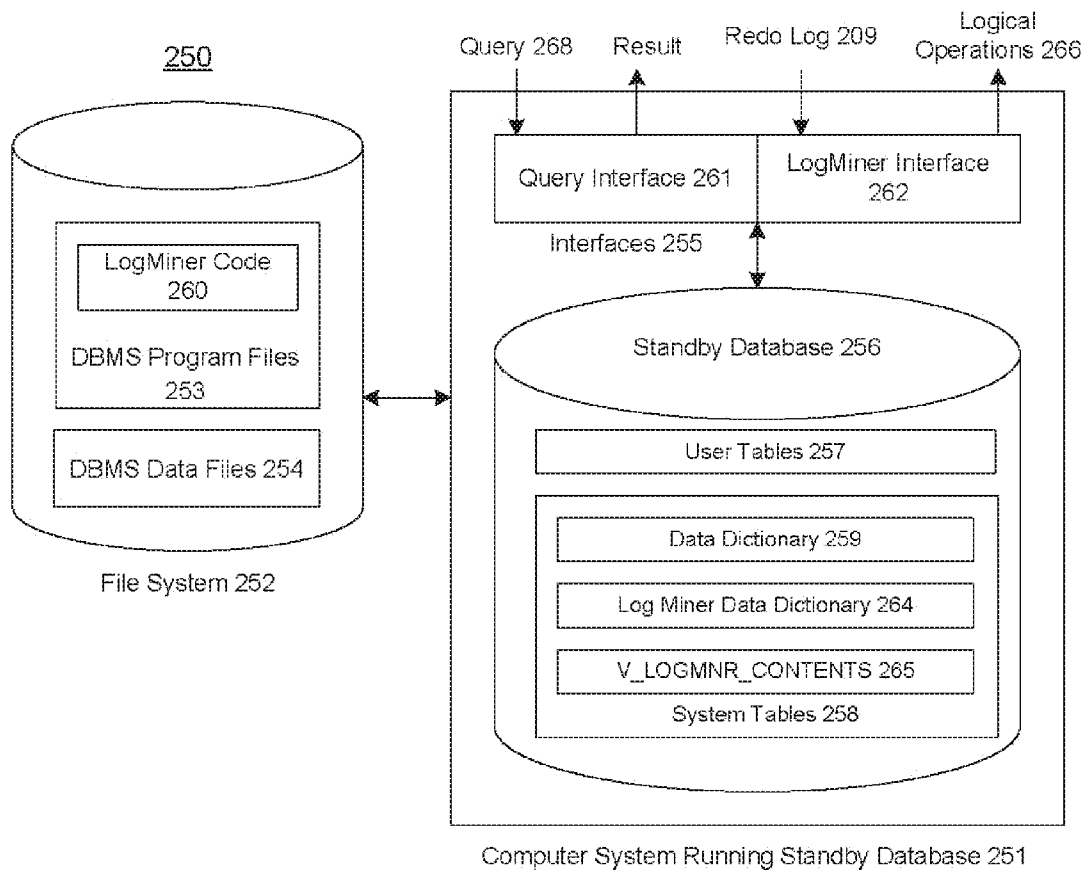 250
Query 268
Result
Redo Log 209
Logical
Operations 266
Query Interface 261
LogMiner Interface
262
Interfaces 255
LogMiner Code
260
DBMS Program Files
253
DBMS Data Files 254
File System 252
Standby Database 256
User Tables 257
Data Dictionary 259
Log Miner Data Dictionary 264
V_LOGMNR_CONTENTS 265
System Tables 258
Computer System Running Standby Database 251